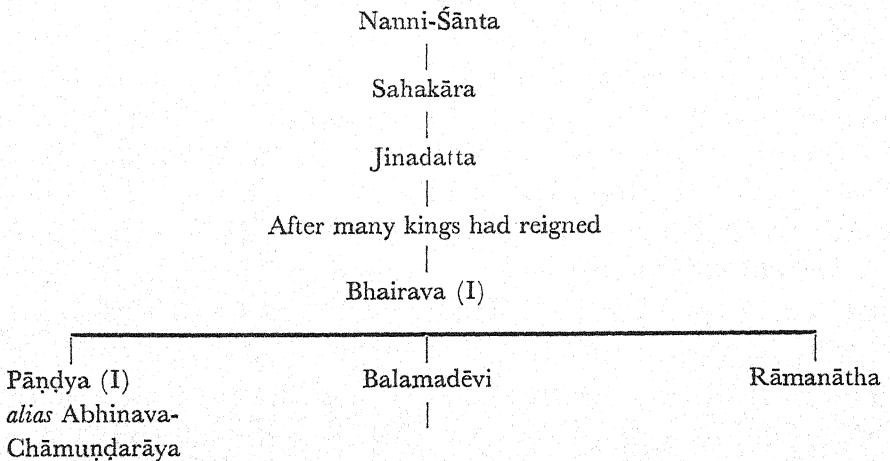 Nanni-Śānta
Sahakāra
Jinadatta
After many kings had reigned
Bhairava (I)
Pāṇḍya (I) Balamadēvi Rāmanātha
alias Abhinava-
Chāmuṇḍarāya